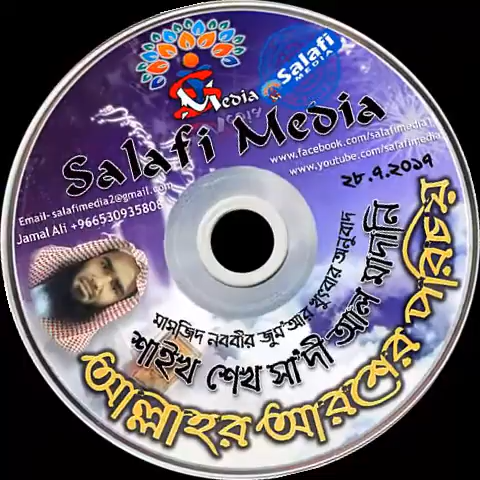 Media
Salafi
MEDIA
Salafi Media
www.facebook.com/salafimedia1
www.youtube.com/salafimedia
২৮.৭.২০১৭
Email- salafimedia2@gmail.com
Jamal Ali +966530935808
মাসজিদ নববীর জুম'আর খুৎবার অনুবাদ
শাইখ শেখ সা'দী আল মাদানি
আল্লাহর আরশের পরিচয়